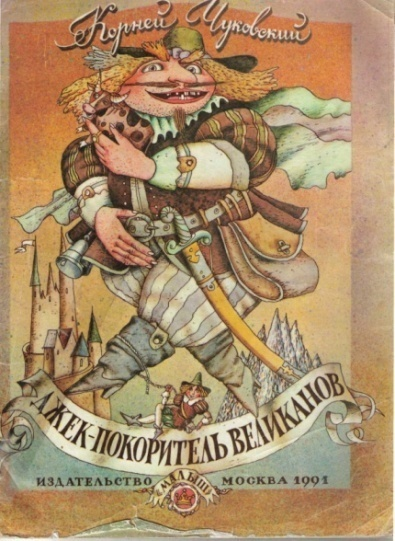 Корней Чуковский
ДЖЕК-ПОКОРИТЕЛЬ ВЕЛИКАНОВ
ИЗДАТЕЛЬСТВО «МАЛЫШ» МОСКВА 1991